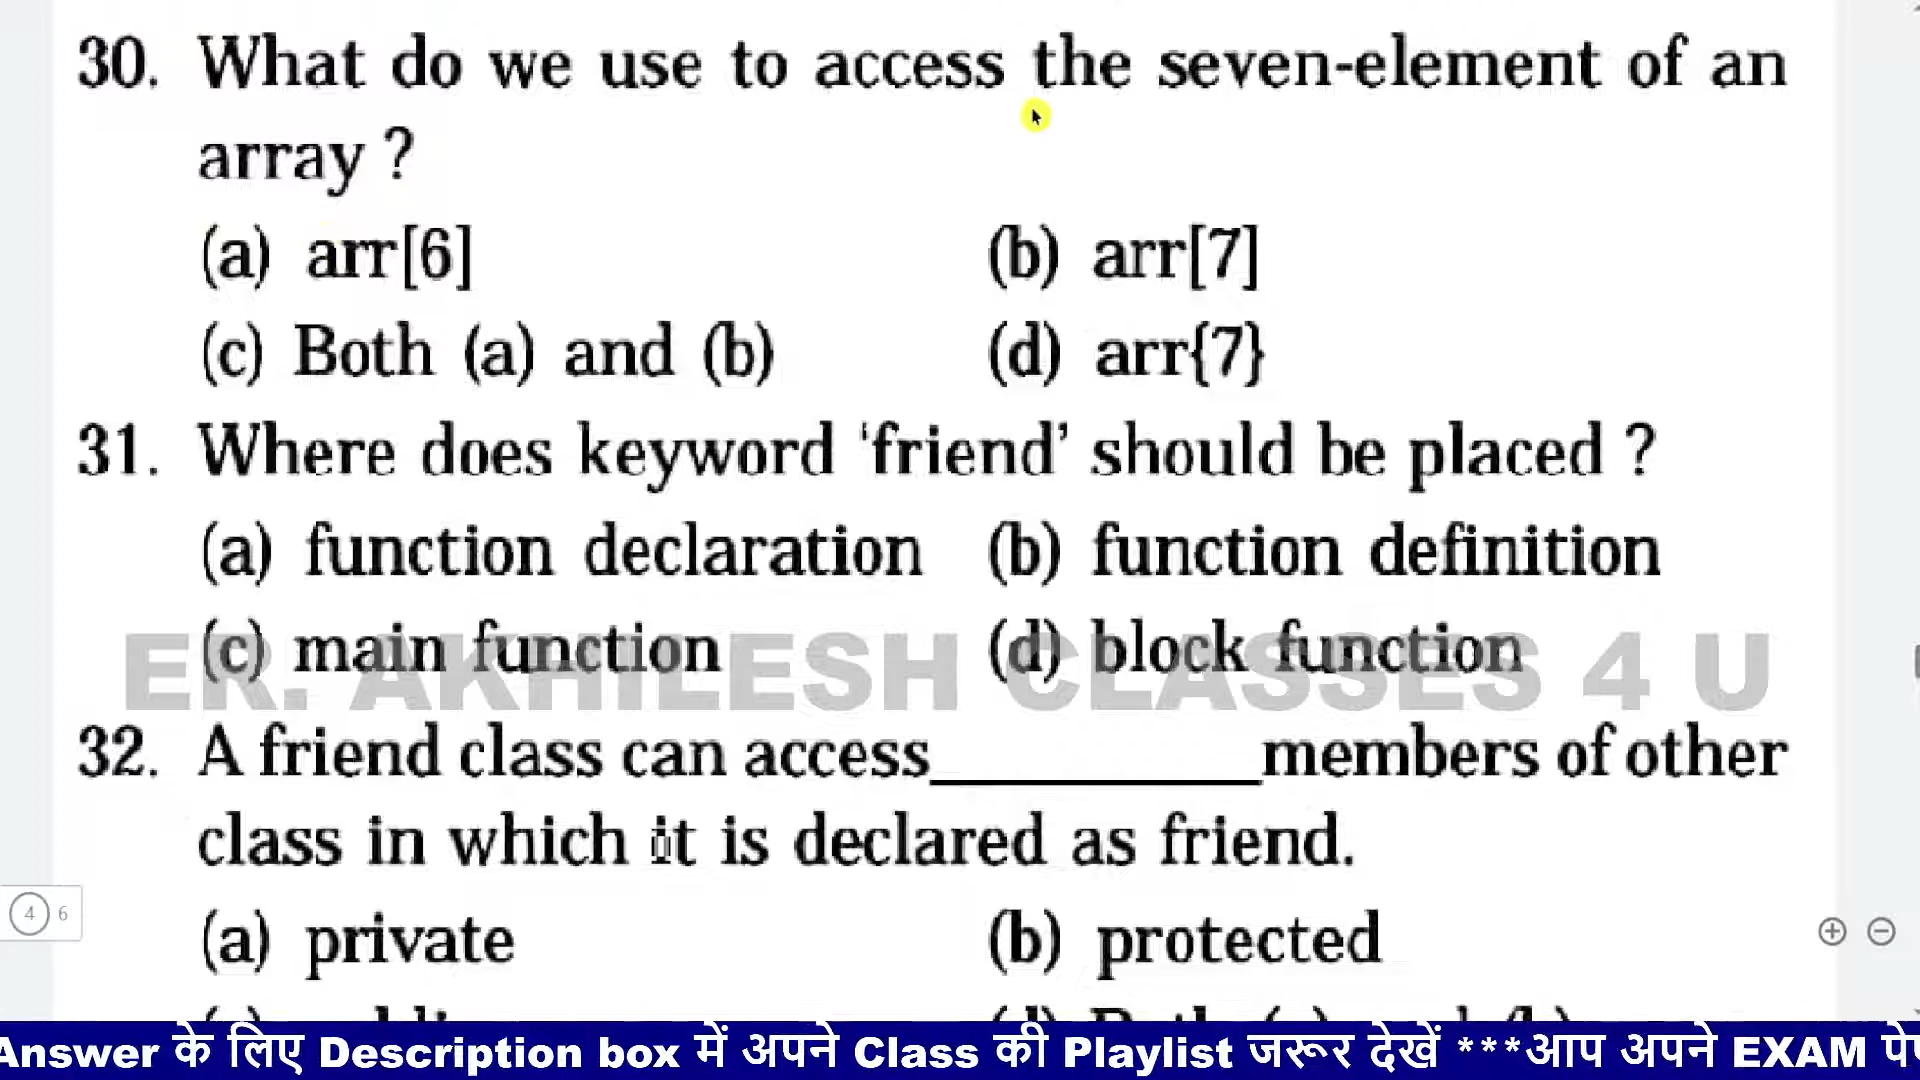 30. What do we use to access the seven-element of an
array ?
(a) arr[6] (b) arr[7]
(c) Both (a) and (b) (d) arr{7}
31. Where does keyword ‘friend’ should be placed ?
(a) function declaration (b) function definition
(c) main function (d) block function
ER. AKHILESH CLASSES 4 U
32. A friend class can access__________members of other
class in which it is declared as friend.
4 6
(a) private (b) protected
Answer के लिए Description box में अपने Class की Playlist जरूर देखें ***आप अपने EXAM